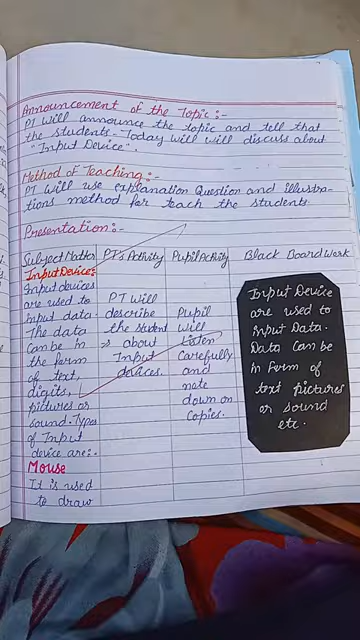 Announcement of the Topic:-
PT Will announce the topic and tell that
the students - Today will will discuss about
"Input Device".
Method of Teaching:-
PT Will use explanation Question and illustra-
tions method for teach the students
Presentation:-
Subject Matter
Input Device:
Input devices
are used to
input data.
The data
can be in
the form
of text,
digits,
pictures or
sound. Types
of Input
device are:-
Mouse
It is used
to draw
PT's Activity
PT Will
describe
the student
⇒ about
Input
devices.
Pupil Activity
Pupil
will
listen
Carefully
and
note
down on
Copies.
Black Board Work
Input Device
are used to
input Data.
Data can be
in form of
text pictures
or sound
etc.